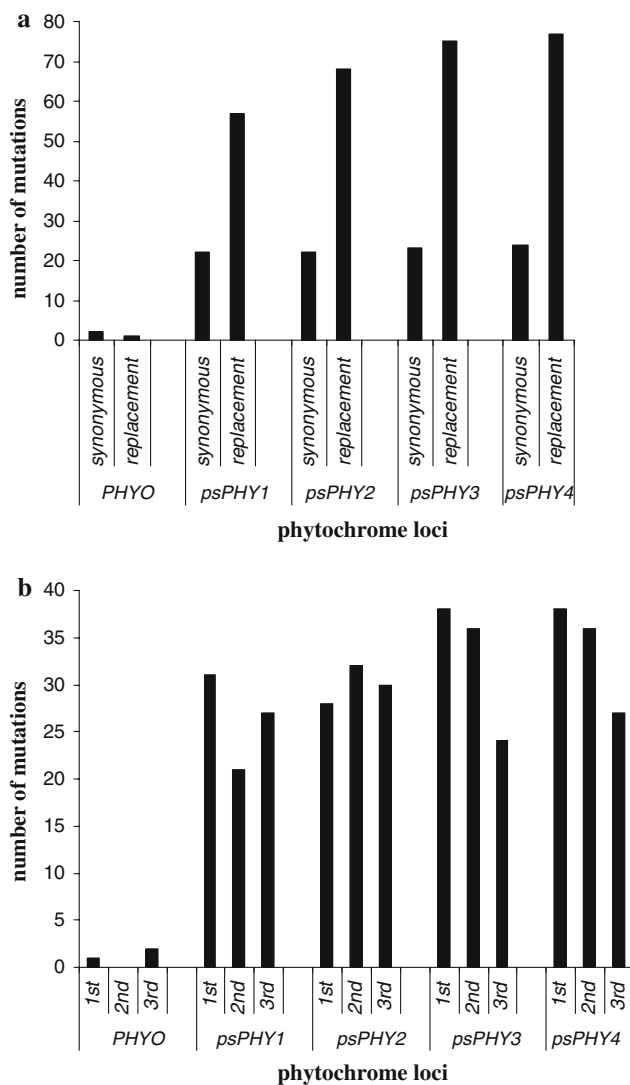 a
80
70
60
50
40
30
20
10
0
number of mutations
synonymous replacement synonymous replacement synonymous replacement synonymous replacement synonymous replacement
PHYO psPHY1 psPHY2 psPHY3 psPHY4
phytochrome loci
b
40
35
30
25
20
15
10
5
0
number of mutations
1st 2nd 3rd 1st 2nd 3rd 1st 2nd 3rd 1st 2nd 3rd 1st 2nd 3rd
PHYO psPHY1 psPHY2 psPHY3 psPHY4
phytochrome loci